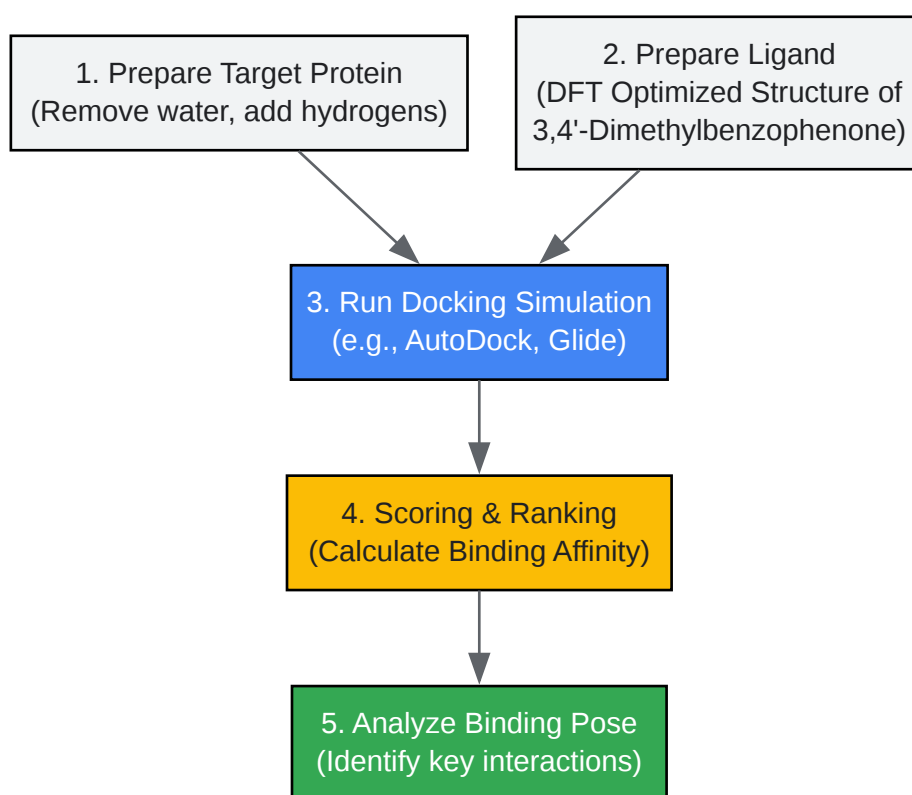 1. Prepare Target Protein
(Remove water, add hydrogens)
2. Prepare Ligand
(DFT Optimized Structure of
3,4'-Dimethylbenzophenone)
3. Run Docking Simulation
(e.g., AutoDock, Glide)
4. Scoring & Ranking
(Calculate Binding Affinity)
5. Analyze Binding Pose
(Identify key interactions)